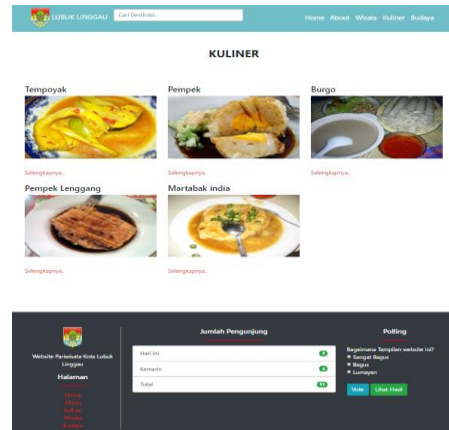 LUBUK LINGGAU
Cari Destinasi..
Home About Wisata Kuliner Budaya
KULINER
Tempoyak
Pempek
Burgo
Selengkapnya..
Selengkapnya..
Selengkapnya..
Pempek Lenggang
Martabak india
Selengkapnya..
Selengkapnya..
Website Pariwisata Kota Lubuk
Linggau
Halaman
Jumlah Pengunjung
Hari Ini
Kemarin
Total
Polling
Bagaimana Tampilan website ini?
Sangat Bagus
Bagus
Lumayan
Vote
Lihat Hasil